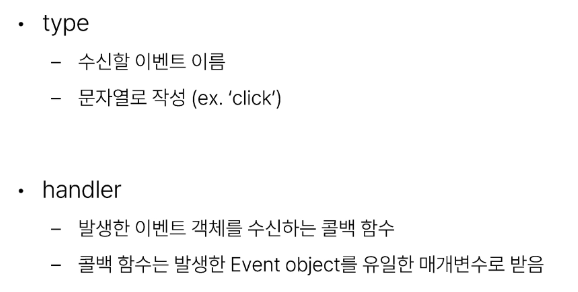 • type
– 수신할 이벤트 이름
– 문자열로 작성 (ex. ‘click’)
• handler
– 발생한 이벤트 객체를 수신하는 콜백 함수
– 콜백 함수는 발생한 Event object를 유일한 매개변수로 받음